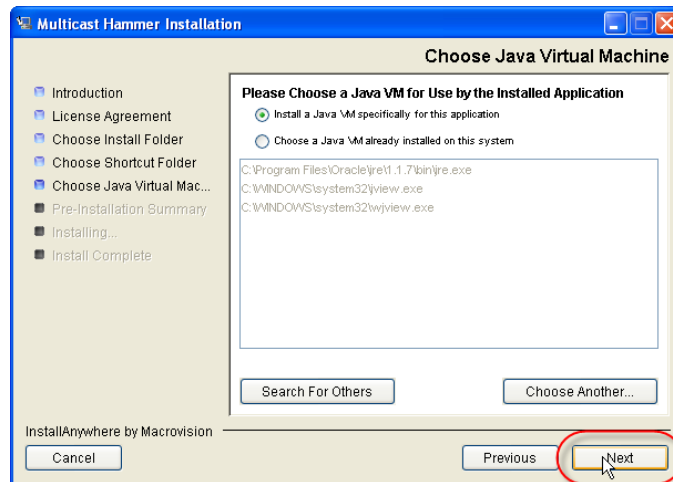 Multicast Hammer Installation
Choose Java Virtual Machine
Introduction
License Agreement
Choose Install Folder
Choose Shortcut Folder
Choose Java Virtual Mac...
Pre-Installation Summary
Installing...
Install Complete
Please Choose a Java VM for Use by the Installed Application
Install a Java VM specifically for this application
Choose a Java VM already installed on this system
C:\Program Files\Oracle\jre\1.1.7\bin\jre.exe
C:\WINDOWS\system32\jview.exe
C:\WINDOWS\system32\wjview.exe
Search For Others
Choose Another...
InstallAnywhere by Macrovision
Cancel
Previous
Next